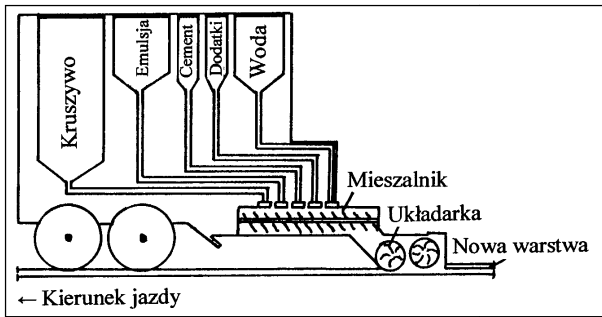 Kruszywo
Emulsja
Cement
Dodatki
Woda
Mieszalnik
Układarka
Nowa warstwa
← Kierunek jazdy